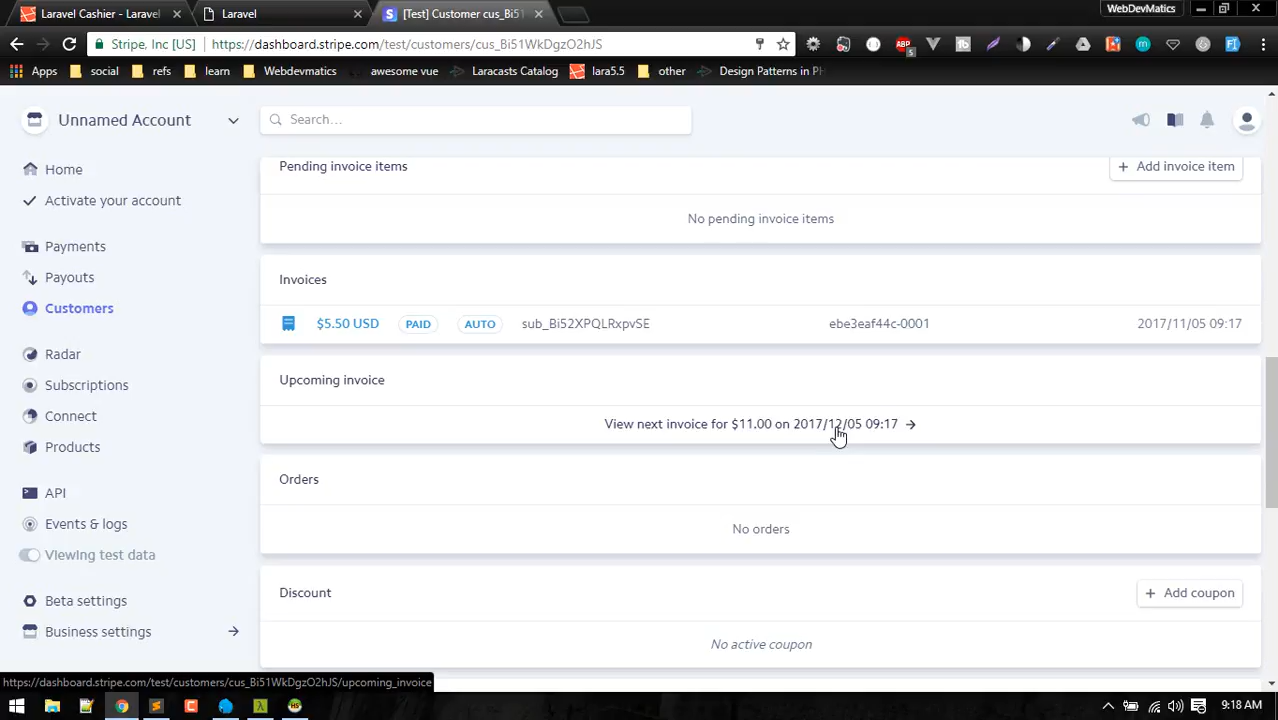 Laravel Cashier - Laravel
Laravel
[Test] Customer cus_Bi51
WebDevMatics
Stripe, Inc [US]
https://dashboard.stripe.com/test/customers/cus_Bi51WkDgzO2hJS
Apps
social
refs
learn
Webdevmatics
awesome vue
Laracasts Catalog
lara5.5
other
Design Patterns in PH
Unnamed Account
Search…
Home
Activate your account
Payments
Payouts
Customers
Radar
Subscriptions
Connect
Products
API
Events & logs
Viewing test data
Beta settings
Business settings
Pending invoice items
+ Add invoice item
No pending invoice items
Invoices
$5.50 USD PAID AUTO sub_Bi52XPQLRxpvSE ebe3eaf44c-0001 2017/11/05 09:17
Upcoming invoice
View next invoice for $11.00 on 2017/12/05 09:17 →
Orders
No orders
Discount
+ Add coupon
No active coupon
https://dashboard.stripe.com/test/customers/cus_Bi51WkDgzO2hJS/upcoming_invoice
9:18 AM